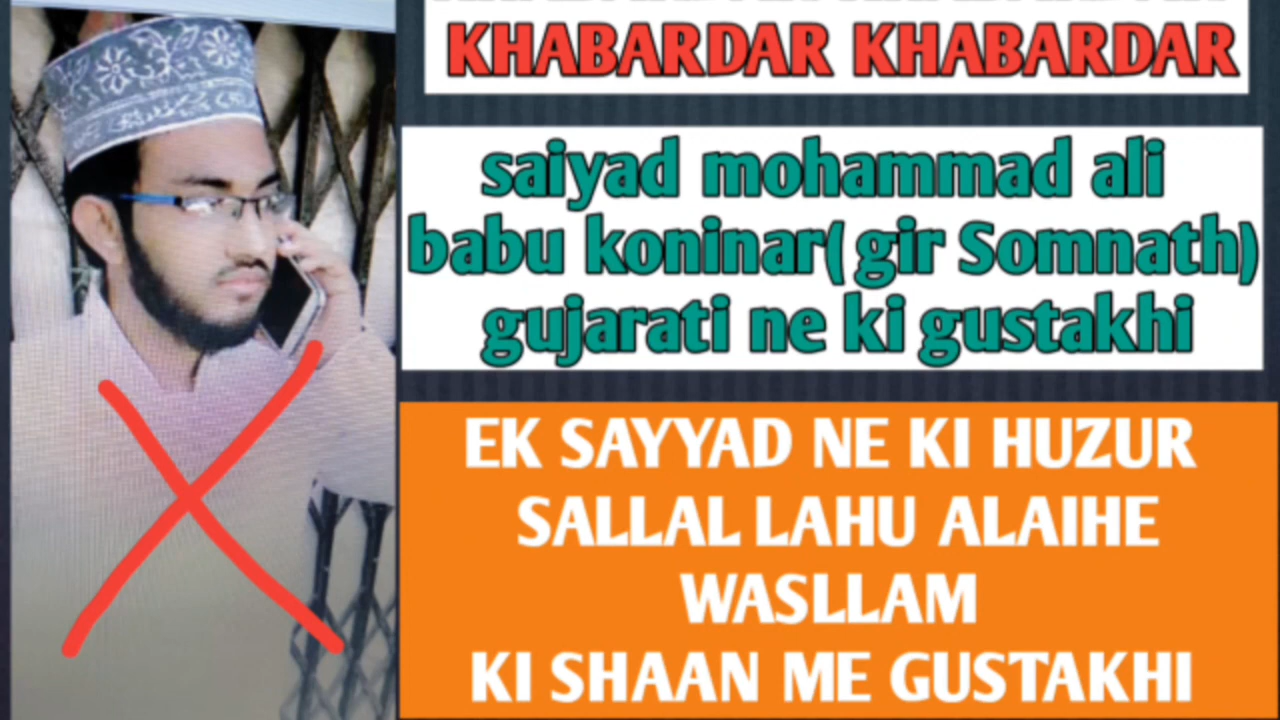 KHABARDAR KHABARDAR
saiyad mohammad ali
babu koninar(gir Somnath)
gujarati ne ki gustakhi
EK SAYYAD NE KI HUZUR
SALLAL LAHU ALAIHE
WASLLAM
KI SHAAN ME GUSTAKHI